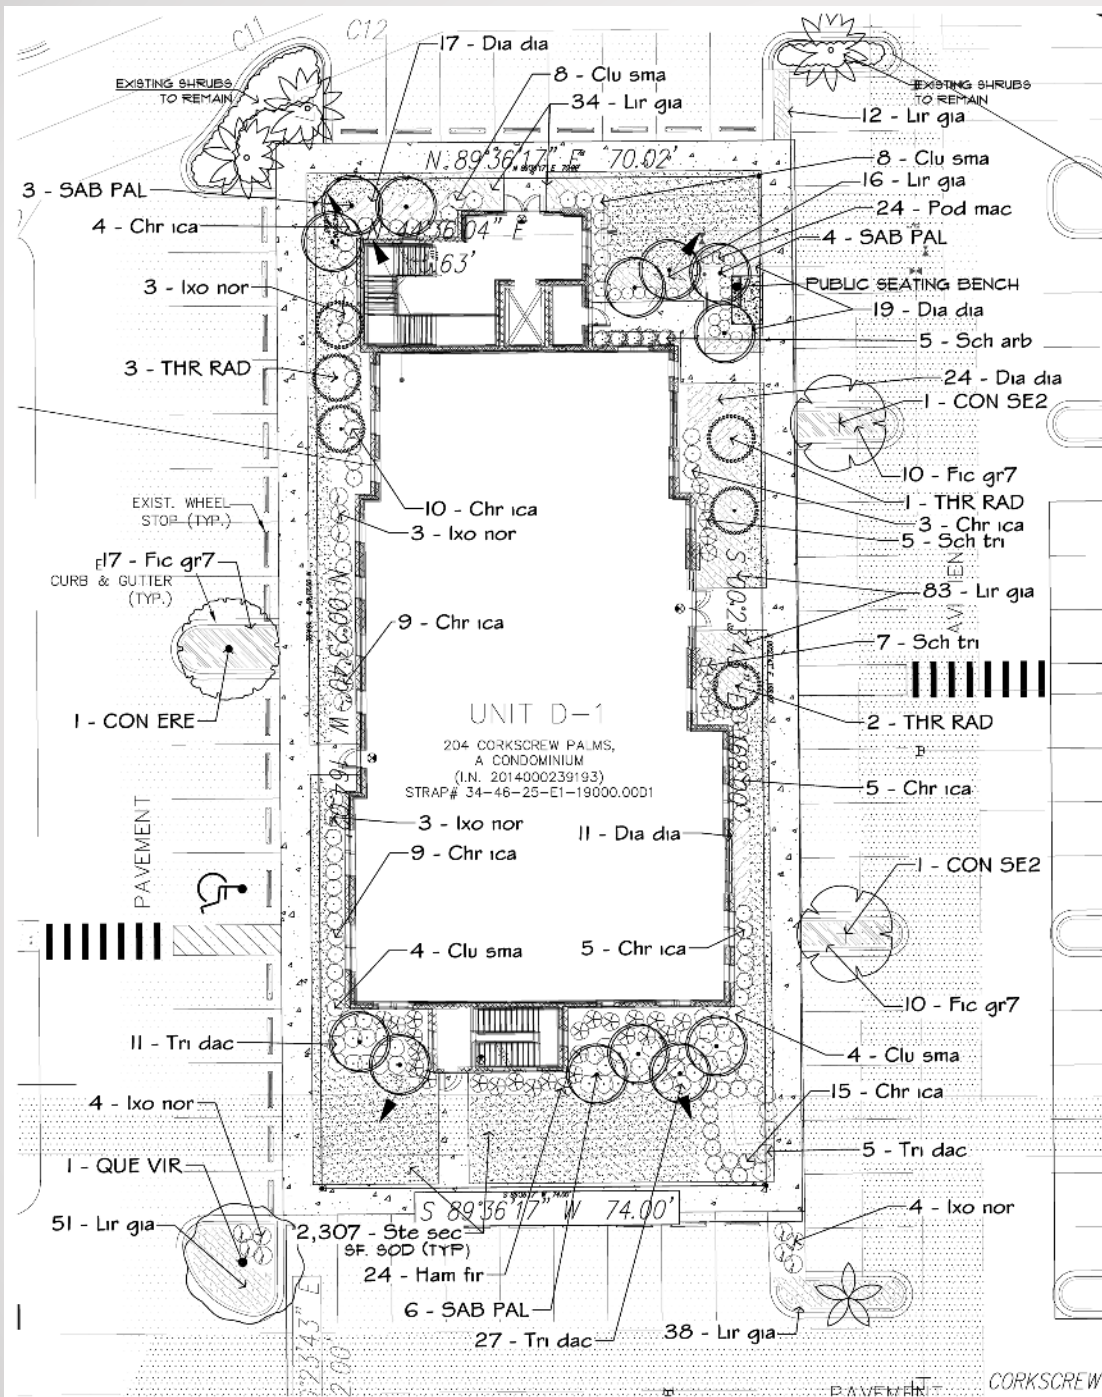 C11
C12
17 - Dia dia
EXISTING SHRUBS
TO REMAIN
8 - Clu sma
34 - Lir gia
EXISTING SHRUBS
TO REMAIN
12 - Lir gia
N 89°36'17" E 70.02'
8 - Clu sma
3 - SAB PAL
16 - Lir gia
24 - Pod mac
4 - Chr ica
4 - SAB PAL
3 - Ixo nor
PUBLIC SEATING BENCH
19 - Dia dia
5 - Sch arb
3 - THR RAD
24 - Dia dia
1 - CON SE2
10 - Fic gr7
EXIST. WHEEL
STOP (TYP.)
10 - Chr ica
1 - THR RAD
3 - Ixo nor
3 - Chr ica
5 - Sch tri
17 - Fic gr7
CURB & GUTTER
(TYP.)
83 - Lir gia
9 - Chr ica
7 - Sch tri
1 - CON ERE
UNIT D-1
2 - THR RAD
204 CORKSCREW PALMS,
A CONDOMINIUM
(I.N. 2014000239193)
STRAP# 34-46-25-E1-19000.00D1
5 - Chr ica
3 - Ixo nor
11 - Dia dia
PAVEMENT
9 - Chr ica
1 - CON SE2
4 - Clu sma
5 - Chr ica
10 - Fic gr7
11 - Tri dac
4 - Clu sma
4 - Ixo nor
15 - Chr ica
1 - QUE VIR
5 - Tri dac
51 - Lir gia
S 89°36'17" W 74.00'
4 - Ixo nor
2,307 - Ste sec
SF. SOD (TYP)
24 - Ham fir
6 - SAB PAL
27 - Tri dac
38 - Lir gia
PAVEMENT
CORKSCREW